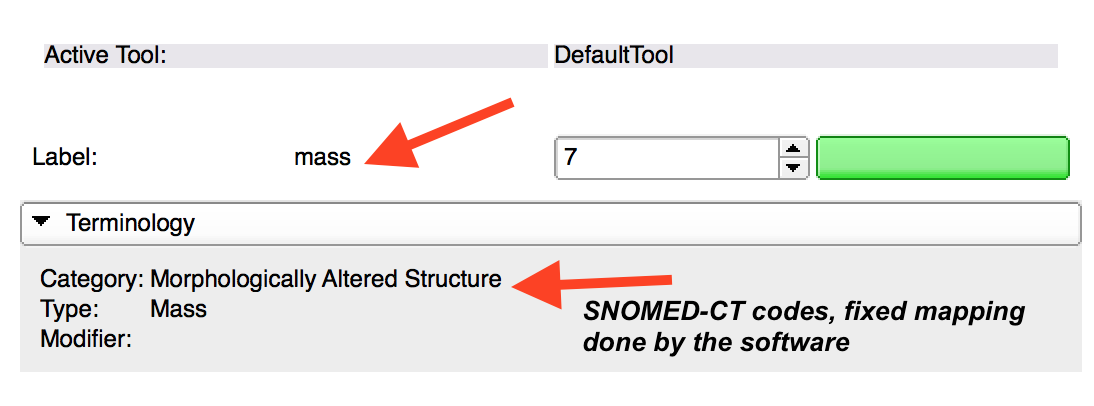 Active Tool: DefaultTool
Label: mass 7
Terminology
Category: Morphologically Altered Structure
Type: Mass
Modifier:
SNOMED-CT codes, fixed mapping
done by the software